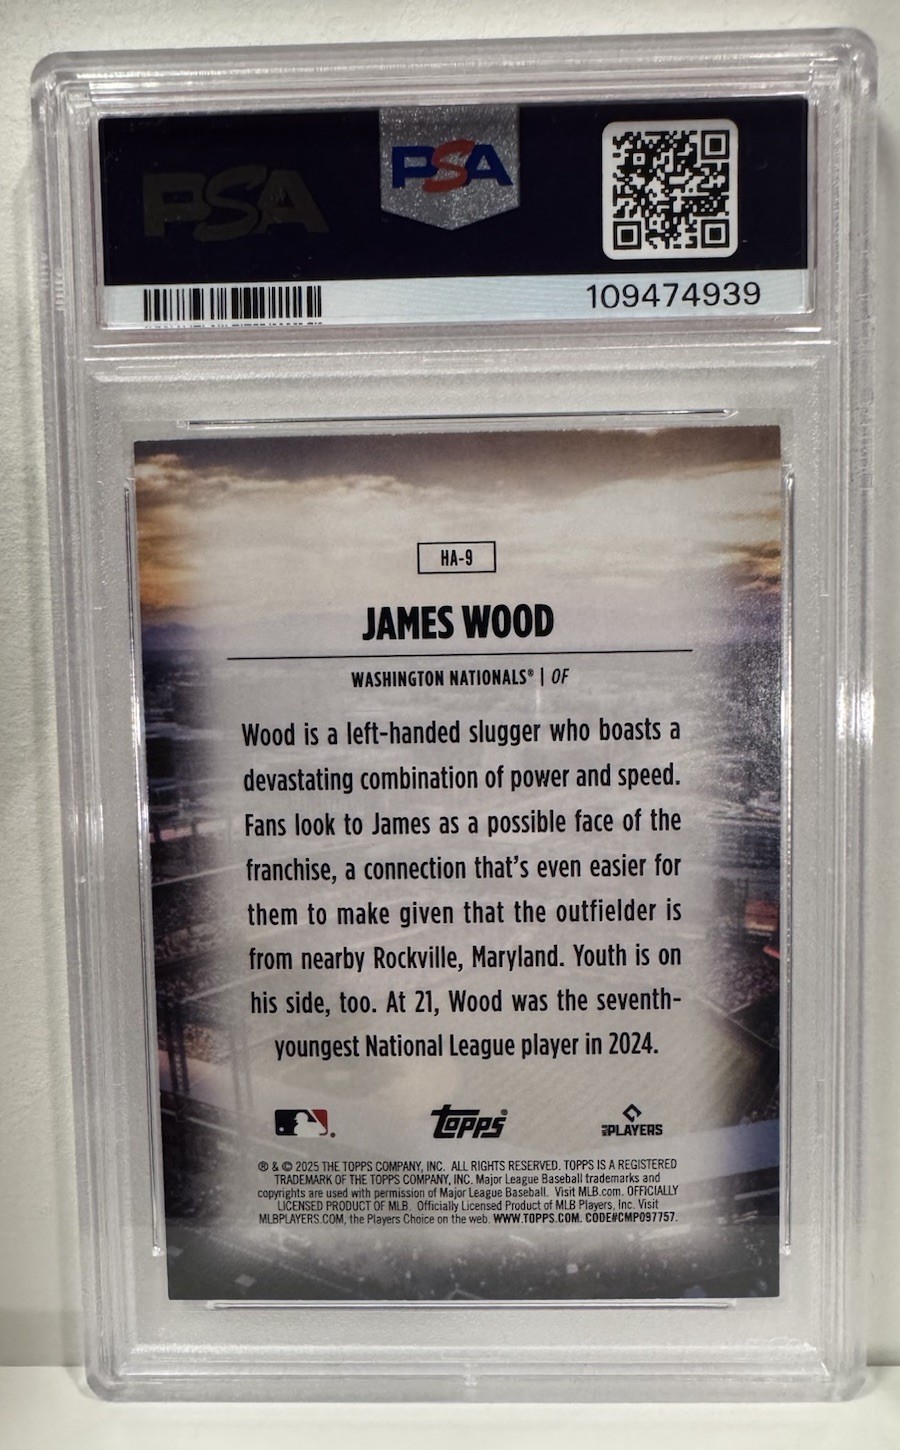 PSA
PSA
109474939
HA-9
JAMES WOOD
WASHINGTON NATIONALS® | OF
Wood is a left-handed slugger who boasts a
devastating combination of power and speed.
Fans look to James as a possible face of the
franchise, a connection that's even easier for
them to make given that the outfielder is
from nearby Rockville, Maryland. Youth is on
his side, too. At 21, Wood was the seventh-
youngest National League player in 2024.
Topps®
MLB PLAYERS
® & © 2025 THE TOPPS COMPANY, INC. ALL RIGHTS RESERVED. TOPPS IS A REGISTERED
TRADEMARK OF THE TOPPS COMPANY, INC. Major League Baseball trademarks and
copyrights are used with permission of Major League Baseball. Visit MLB.com. OFFICIALLY
LICENSED PRODUCT OF MLB. Officially Licensed Product of MLB Players, Inc. Visit
MLBPLAYERS.COM, the Players Choice on the web. WWW.TOPPS.COM. CODE#CMP097757.